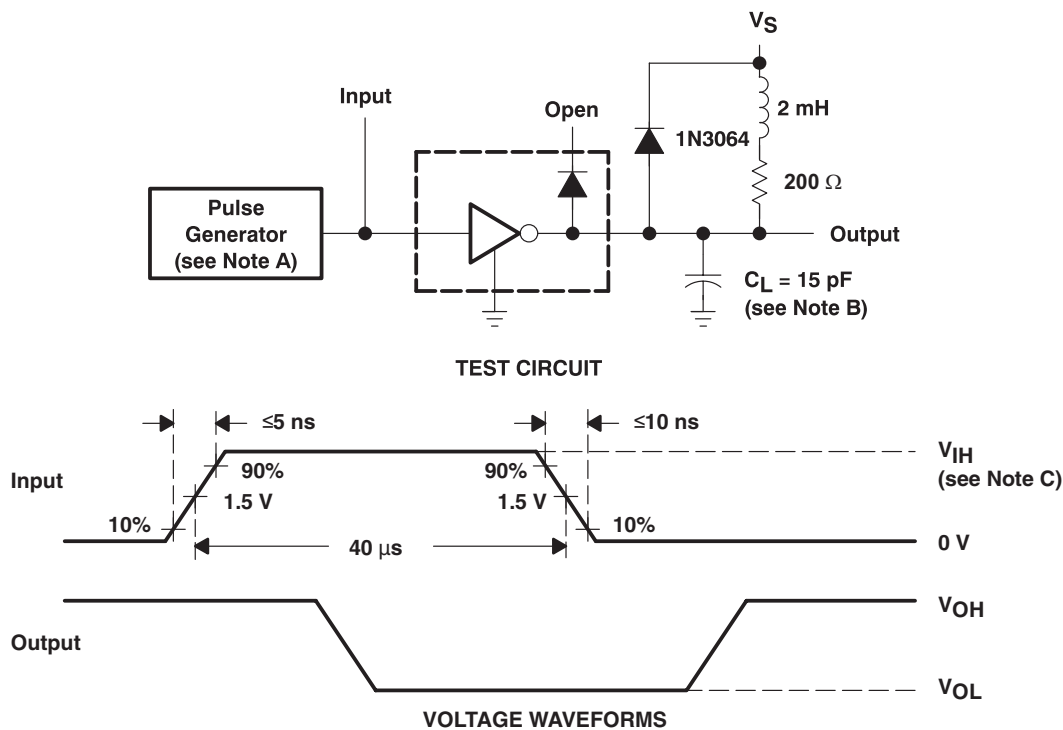 VS
Input
Open
2 mH
1N3064
200 Ω
Pulse
Generator
(see Note A)
Output
CL = 15 pF
(see Note B)
TEST CIRCUIT
≤5 ns
≤10 ns
Input
90%
90%
VIH
(see Note C)
1.5 V
1.5 V
10%
10%
40 μs
0 V
Output
VOH
VOL
VOLTAGE WAVEFORMS